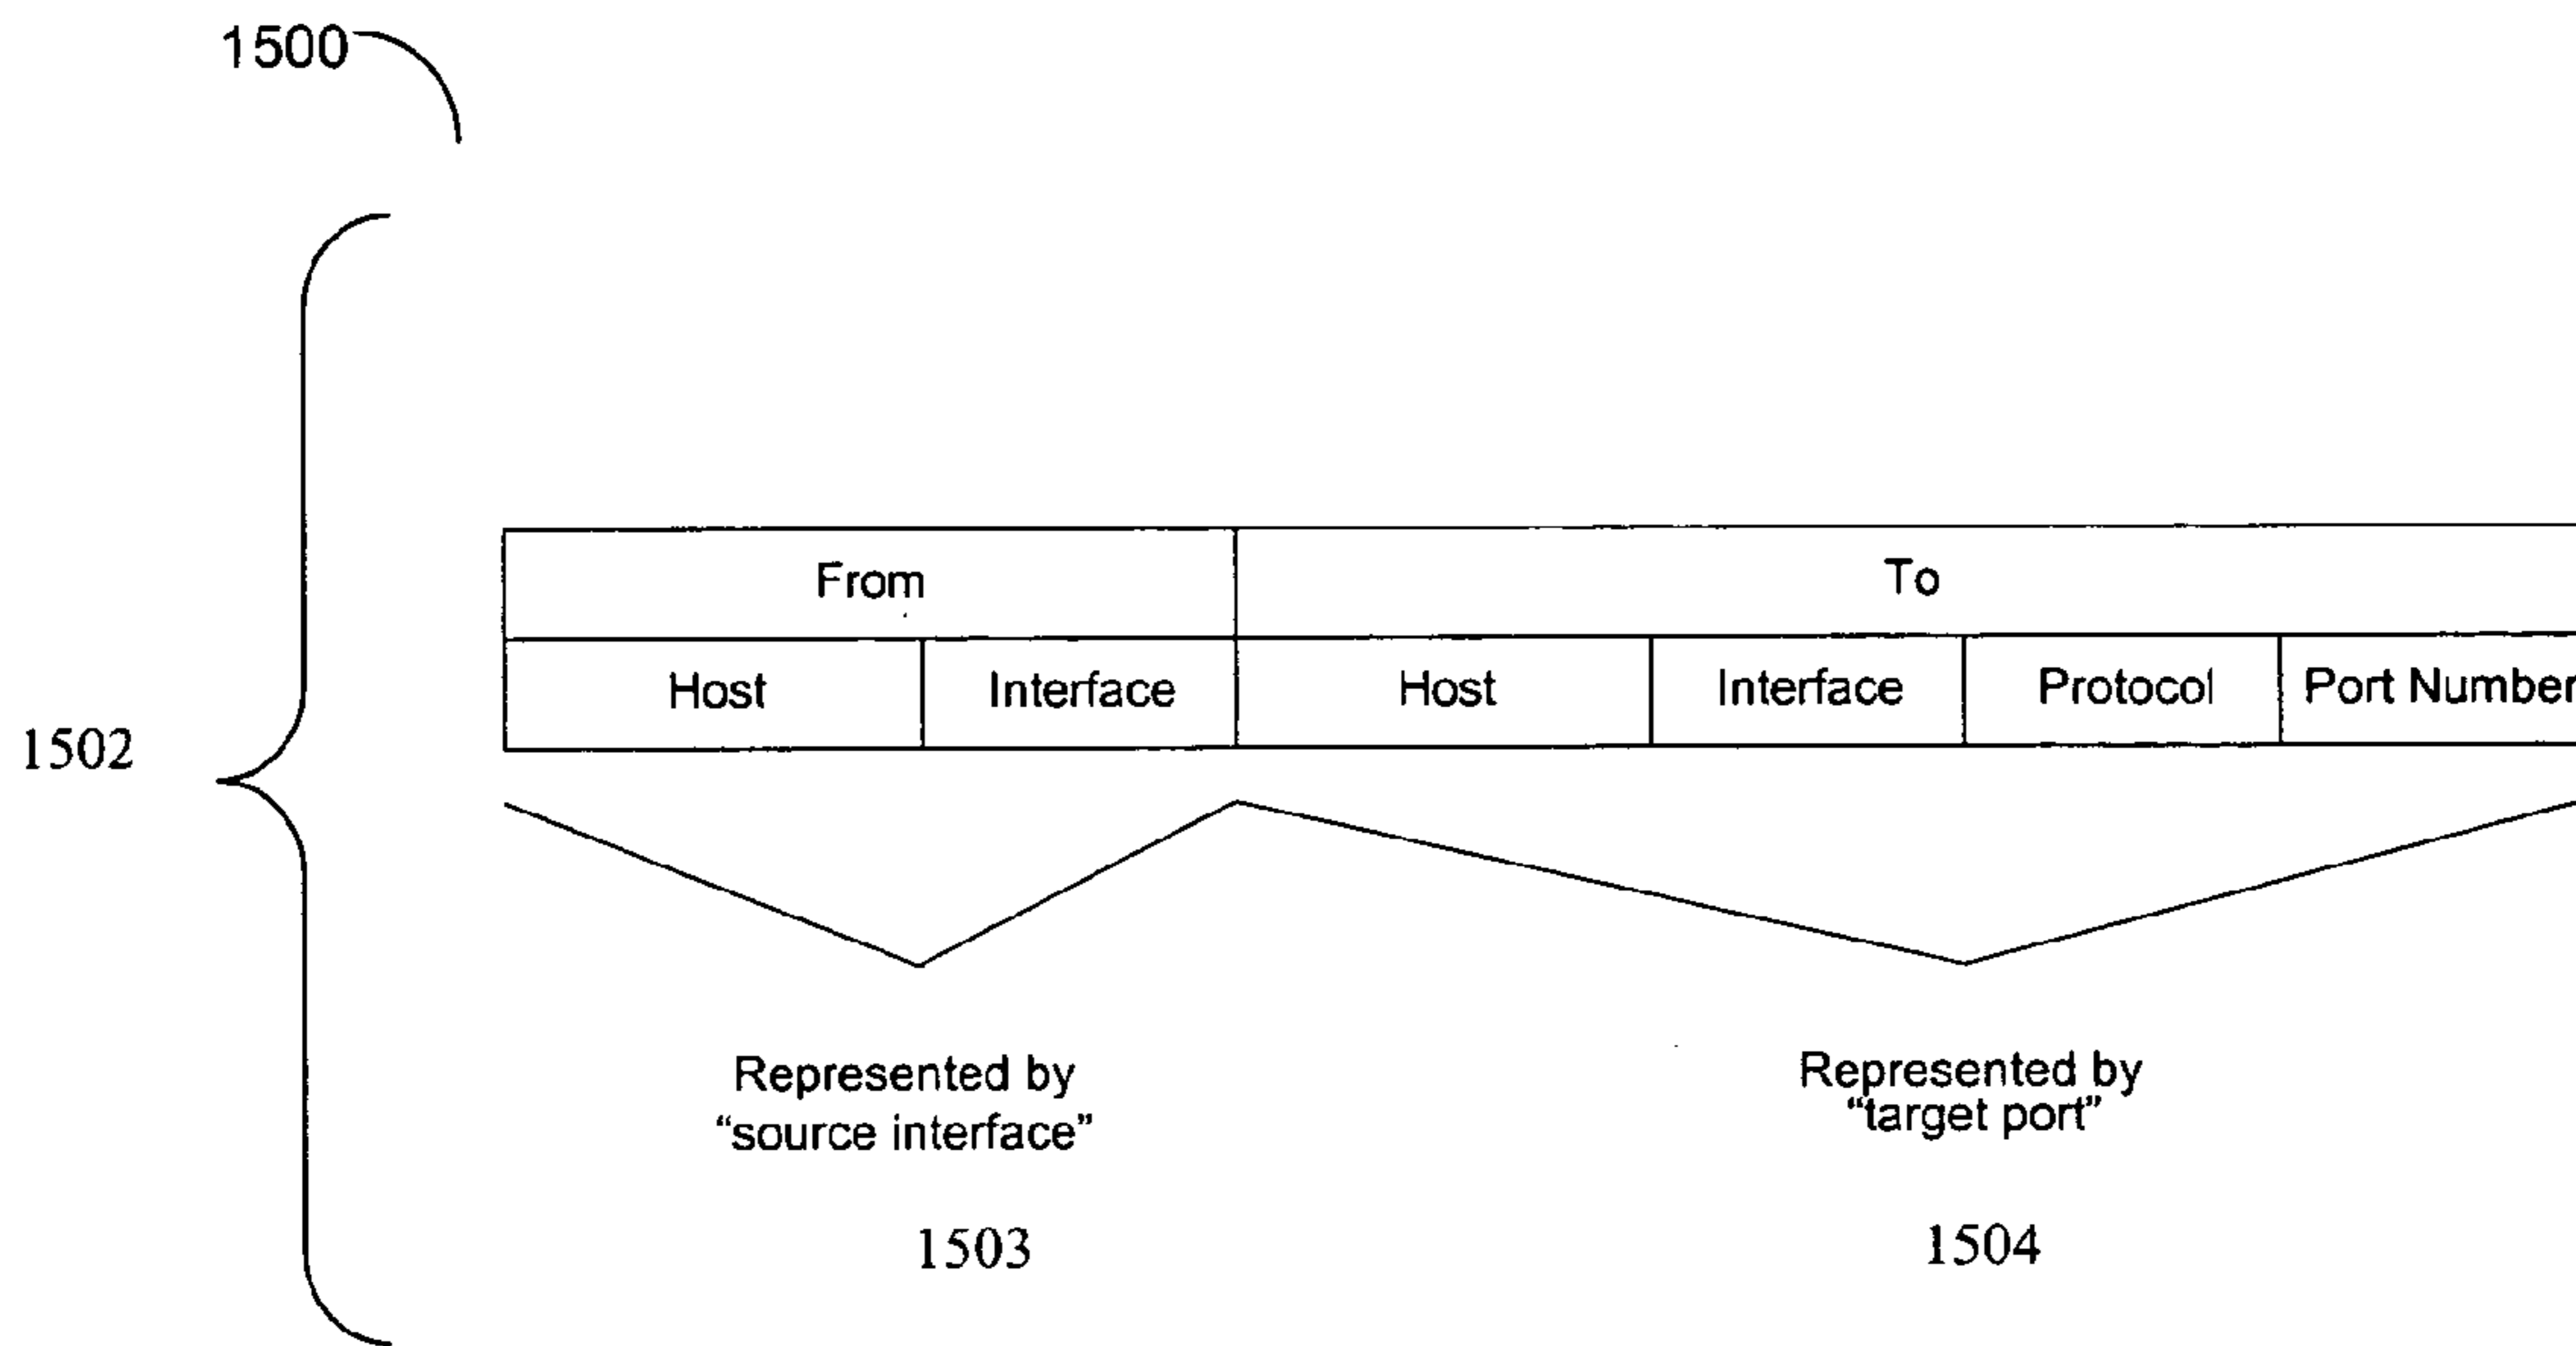 1500
1502
From To
Host Interface Host Interface Protocol Port Number
Represented by
“source interface”
1503
Represented by
“target port”
1504